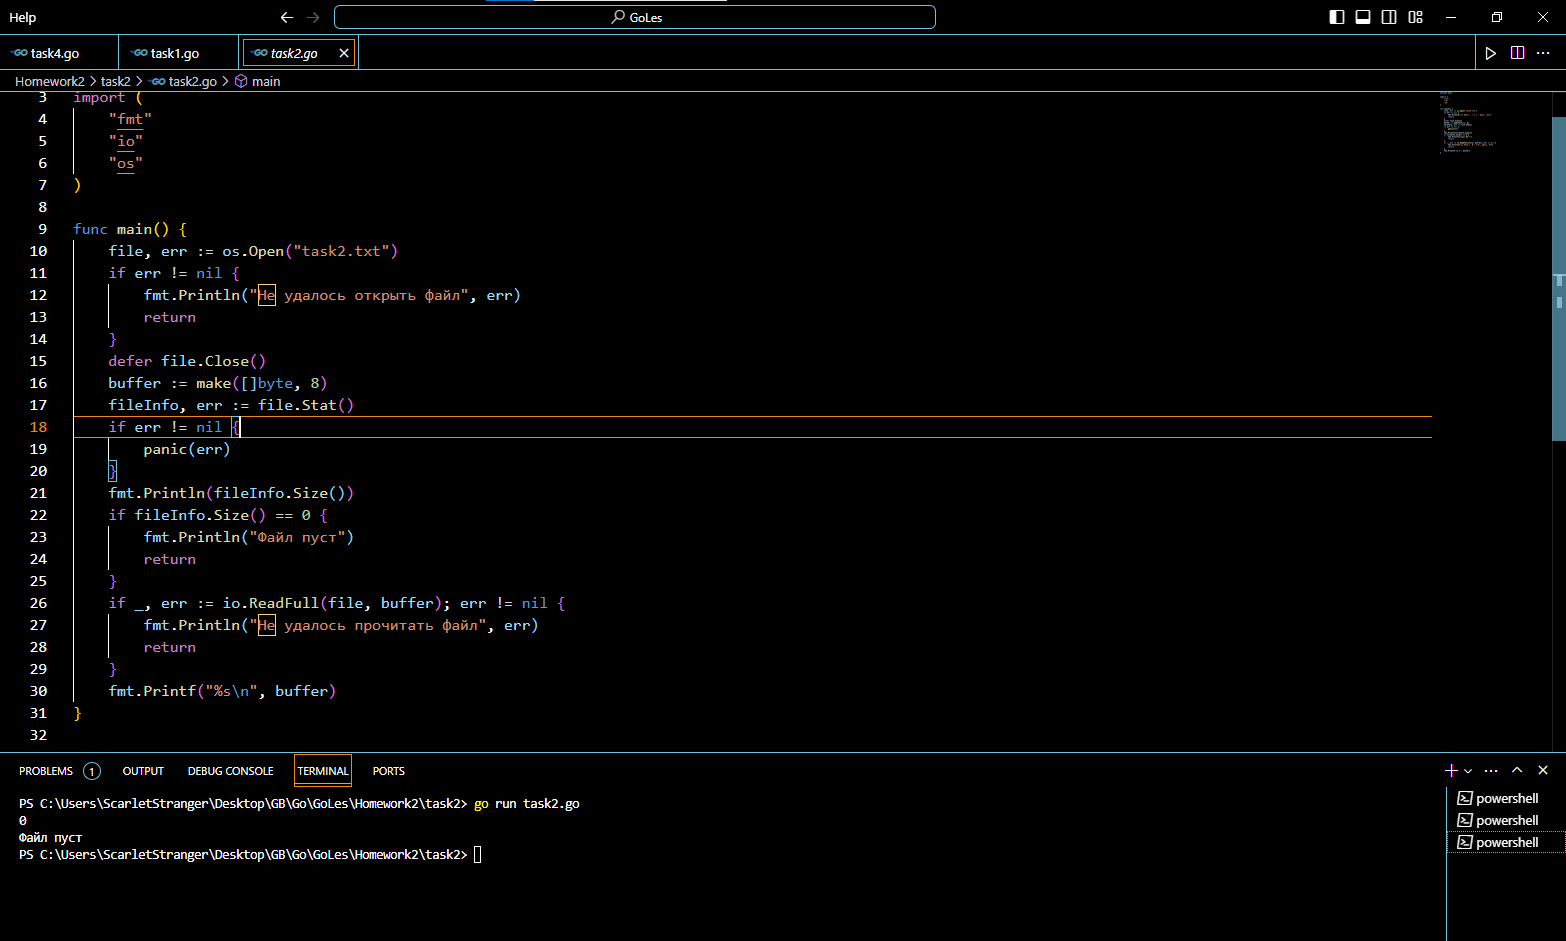 Help
GoLes
task4.go
task1.go
task2.go
Homework2 > task2 > task2.go > main
3 import (
4 "fmt"
5 "io"
6 "os"
7 )
8
9 func main() {
10 file, err := os.Open("task2.txt")
11 if err != nil {
12 fmt.Println("Не удалось открыть файл", err)
13 return
14 }
15 defer file.Close()
16 buffer := make([]byte, 8)
17 fileInfo, err := file.Stat()
18 if err != nil {
19 panic(err)
20 }
21 fmt.Println(fileInfo.Size())
22 if fileInfo.Size() == 0 {
23 fmt.Println("Файл пуст")
24 return
25 }
26 if _, err := io.ReadFull(file, buffer); err != nil {
27 fmt.Println("Не удалось прочитать файл", err)
28 return
29 }
30 fmt.Printf("%s\n", buffer)
31 }
32
PROBLEMS 1 OUTPUT DEBUG CONSOLE TERMINAL PORTS
PS C:\Users\ScarletStranger\Desktop\GB\Go\GoLes\Homework2\task2> go run task2.go
0
Файл пуст
PS C:\Users\ScarletStranger\Desktop\GB\Go\GoLes\Homework2\task2>
powershell
powershell
powershell